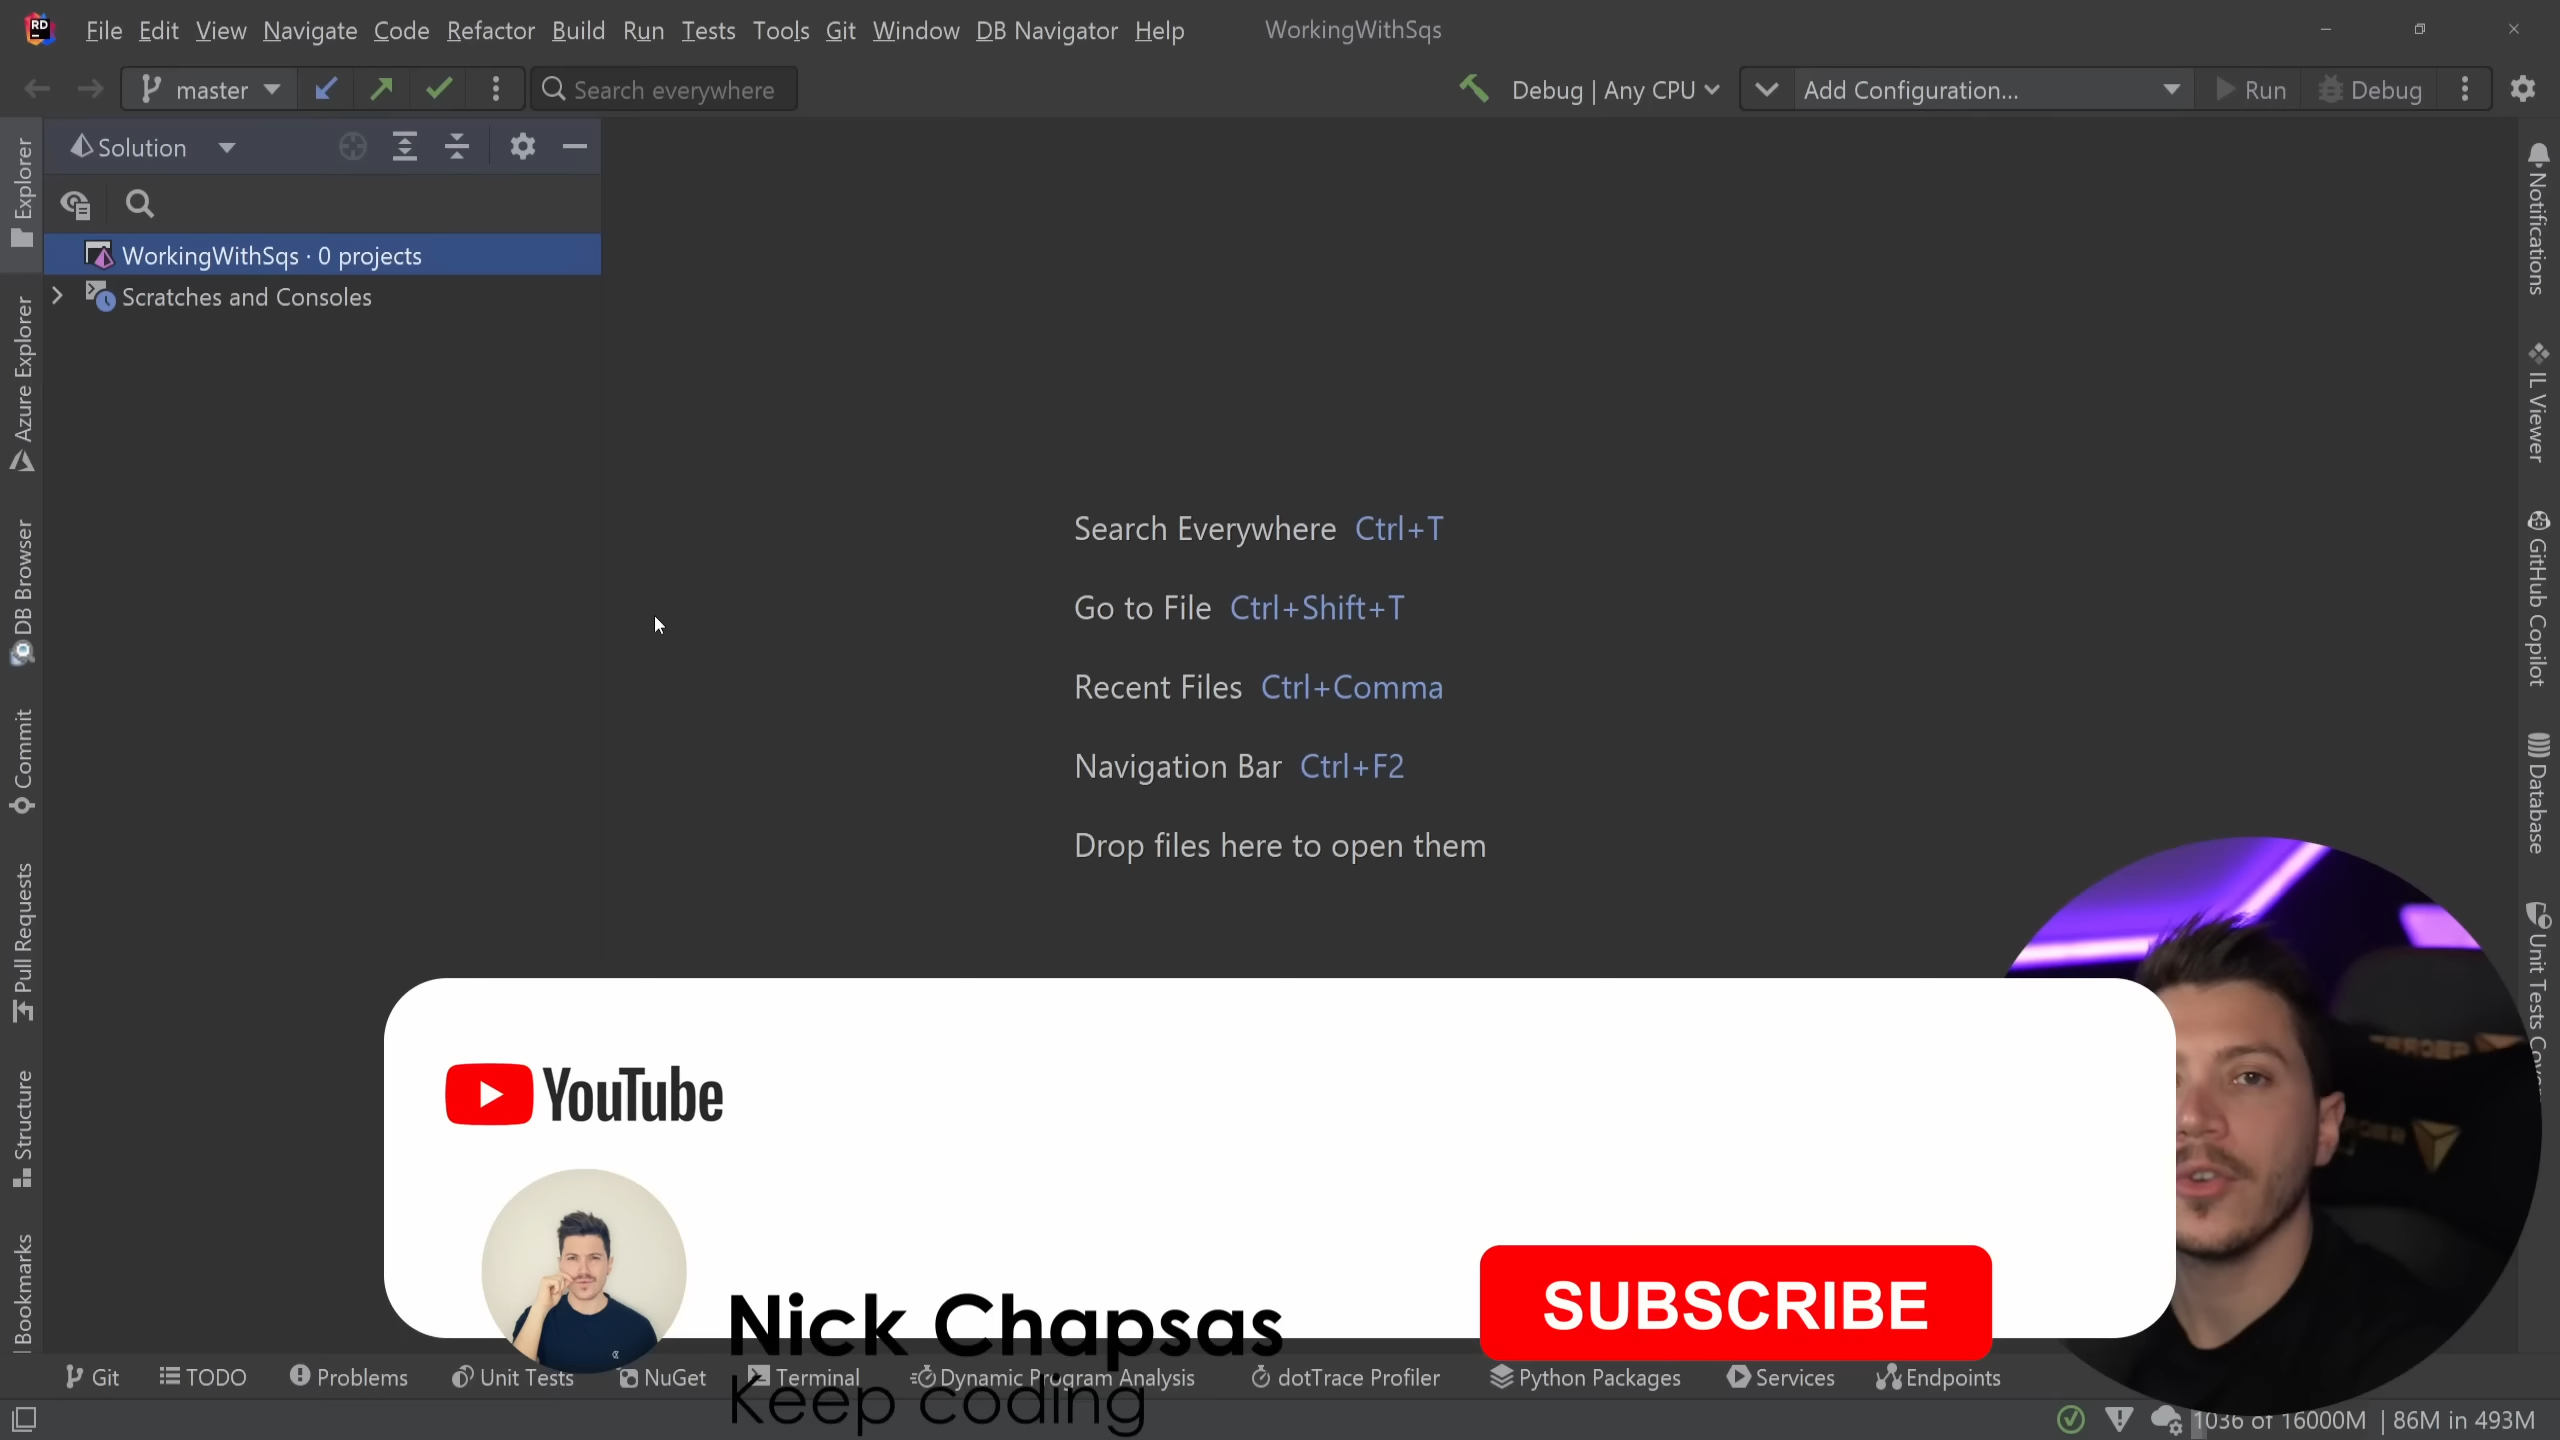 File Edit View Navigate Code Refactor Build Run Tests Tools Git Window DB Navigator Help WorkingWithSqs
master Search everywhere Debug | Any CPU Add Configuration... Run Debug
Solution
WorkingWithSqs · 0 projects
Scratches and Consoles
Explorer
Azure Explorer
DB Browser
Commit
Pull Requests
Structure
Bookmarks
Search Everywhere Ctrl+T
Go to File Ctrl+Shift+T
Recent Files Ctrl+Comma
Navigation Bar Ctrl+F2
Drop files here to open them
Notifications
IL Viewer
GitHub Copilot
Database
Unit Tests
YouTube
Nick Chapsas
Keep coding
SUBSCRIBE
Git TODO Problems Unit Tests NuGet Terminal Dynamic Program Analysis dotTrace Profiler Python Packages Services Endpoints
1036 of 16000M | 86M in 493M